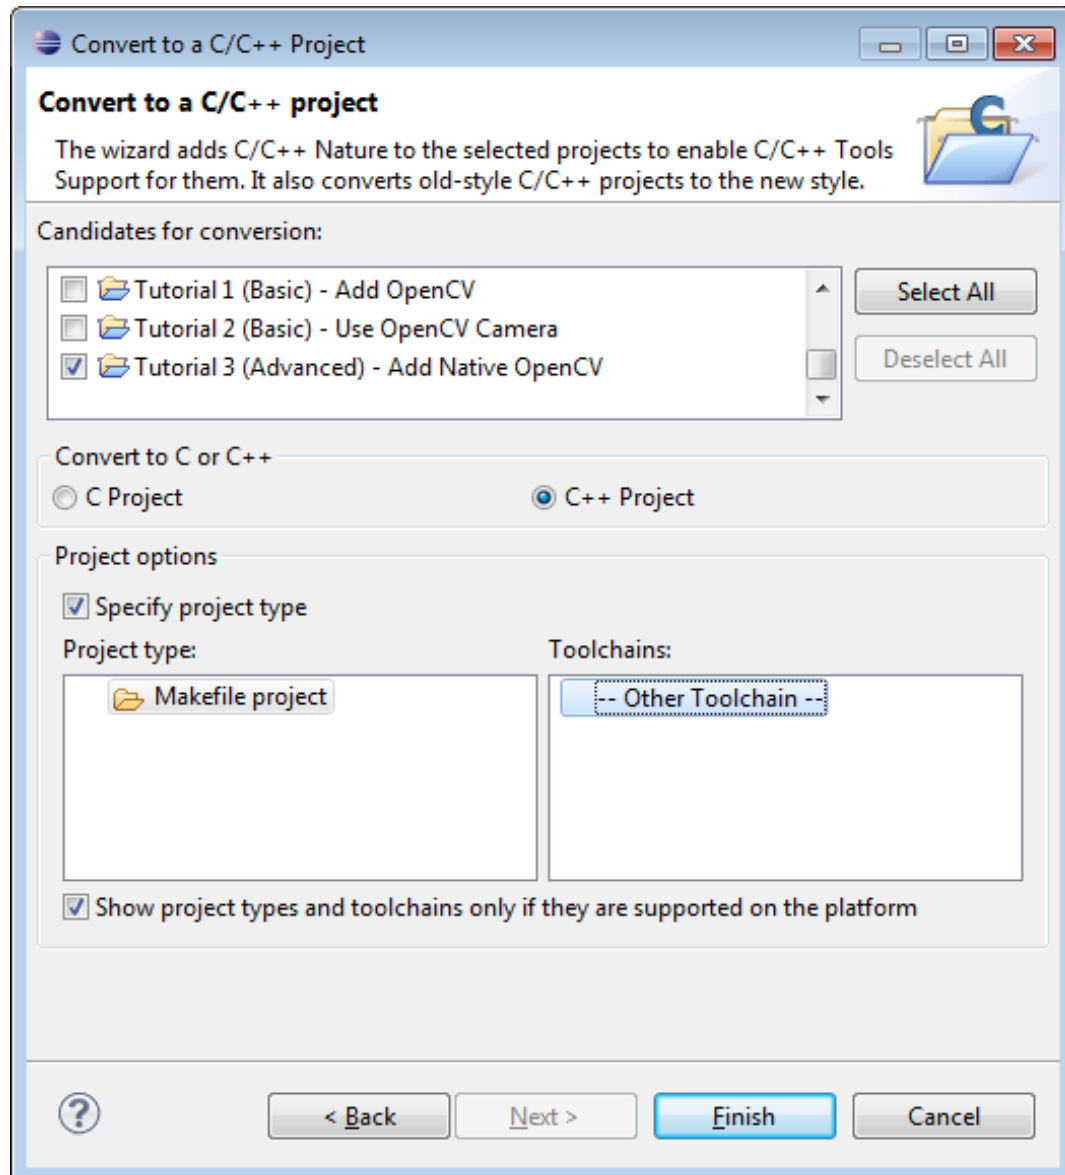 Convert to a C/C++ Project
Convert to a C/C++ project
The wizard adds C/C++ Nature to the selected projects to enable C/C++ Tools
Support for them. It also converts old-style C/C++ projects to the new style.
C
Candidates for conversion:
Tutorial 1 (Basic) - Add OpenCV
Tutorial 2 (Basic) - Use OpenCV Camera
Tutorial 3 (Advanced) - Add Native OpenCV
Select All
Deselect All
Convert to C or C++
C Project
C++ Project
Project options
Specify project type
Project type:
Toolchains:
Makefile project
-- Other Toolchain --
Show project types and toolchains only if they are supported on the platform
?
< Back
Next >
Finish
Cancel